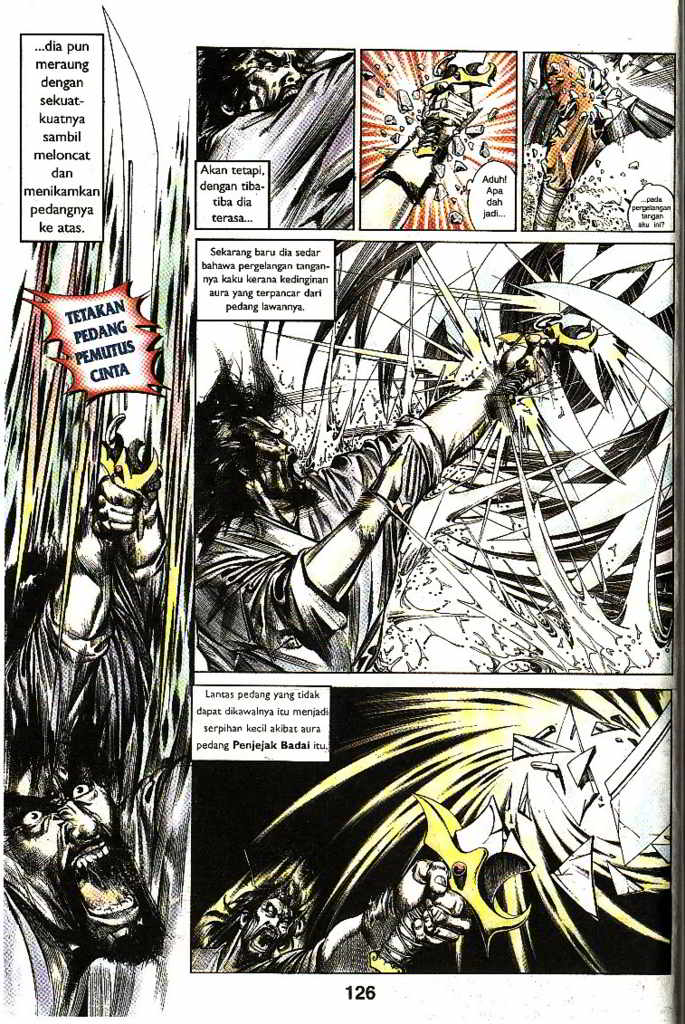 ...dia pun
meraung
dengan
sekuat-
kuatnya
sambil
meloncat
dan
menikamkan
pedangnya
ke atas.
TETAKAN
PEDANG
PEMUTUS
CINTA
Akan tetapi,
dengan tiba-
tiba dia
terasa...
Aduh!
Apa
dah
jadi...
...pada
pergelangan
tangan
aku ini?
Sekarang baru dia sedar
bahawa pergelangan tangan-
nya kaku kerana kedinginan
aura yang terpancar dari
pedang lawannya.
Lantas pedang yang tidak
dapat dikawalnya itu menjadi
serpihan kecil akibat aura
pedang Penjejak Badai itu.
126